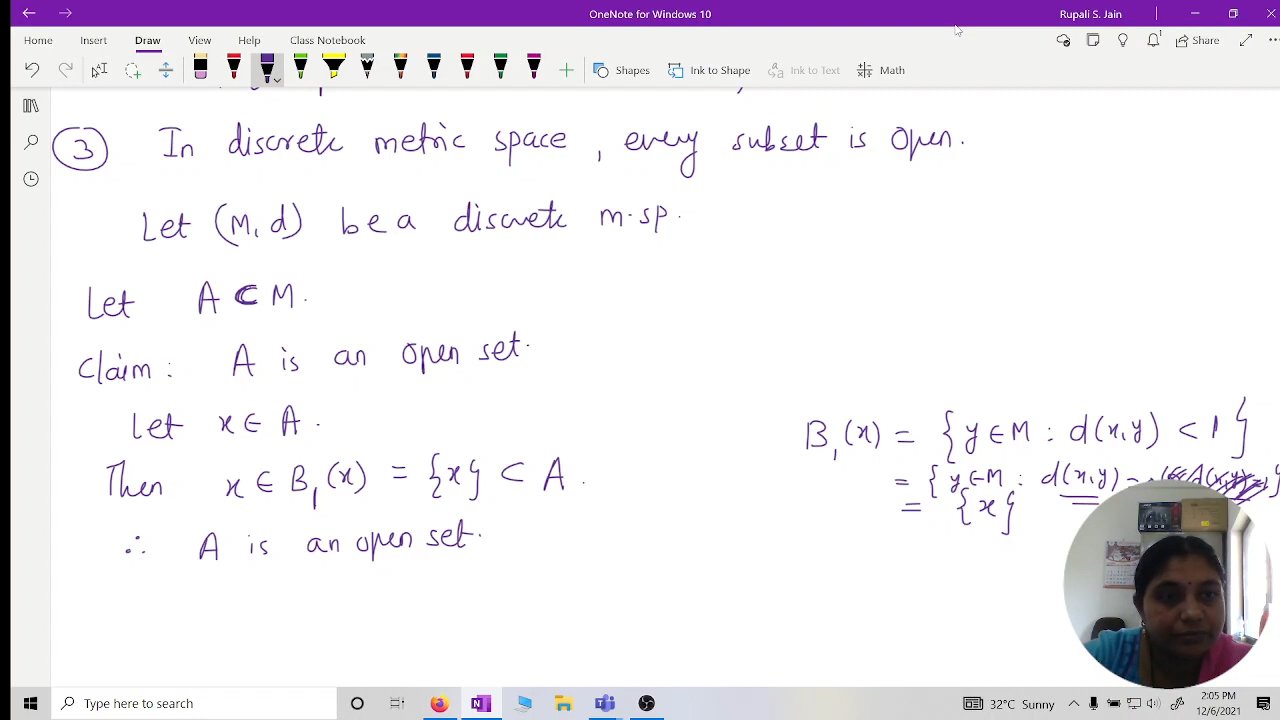 OneNote for Windows 10
Rupali S. Jain
Home Insert Draw View Help Class Notebook
Share
Shapes Ink to Shape Ink to Text Math
3 In discrete metric space, every subset is open.
Let (M, d) be a discrete m.sp.
Let A ⊂ M.
Claim: A is an open set.
Let x ∈ A.
Then x ∈ B₁(x) = {x} ⊂ A.
∴ A is an open set.
B₁(x) = {y ∈ M : d(x,y) < 1}
= {y ∈ M : d(x,y)
= {x}
Type here to search
32°C Sunny
2:05 PM
12/6/2021